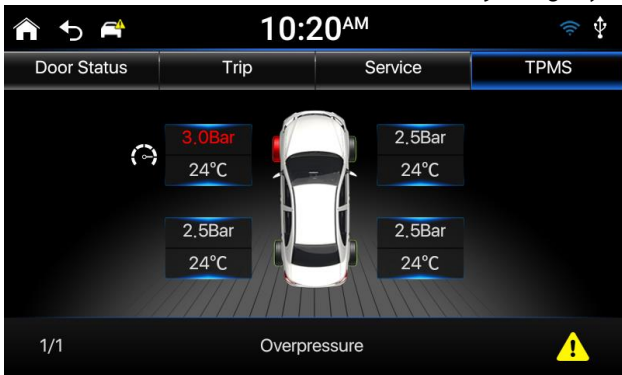 10:20AM
Door Status Trip Service TPMS
3.0Bar 2.5Bar
24°C 24°C
2.5Bar 2.5Bar
24°C 24°C
1/1 Overpressure